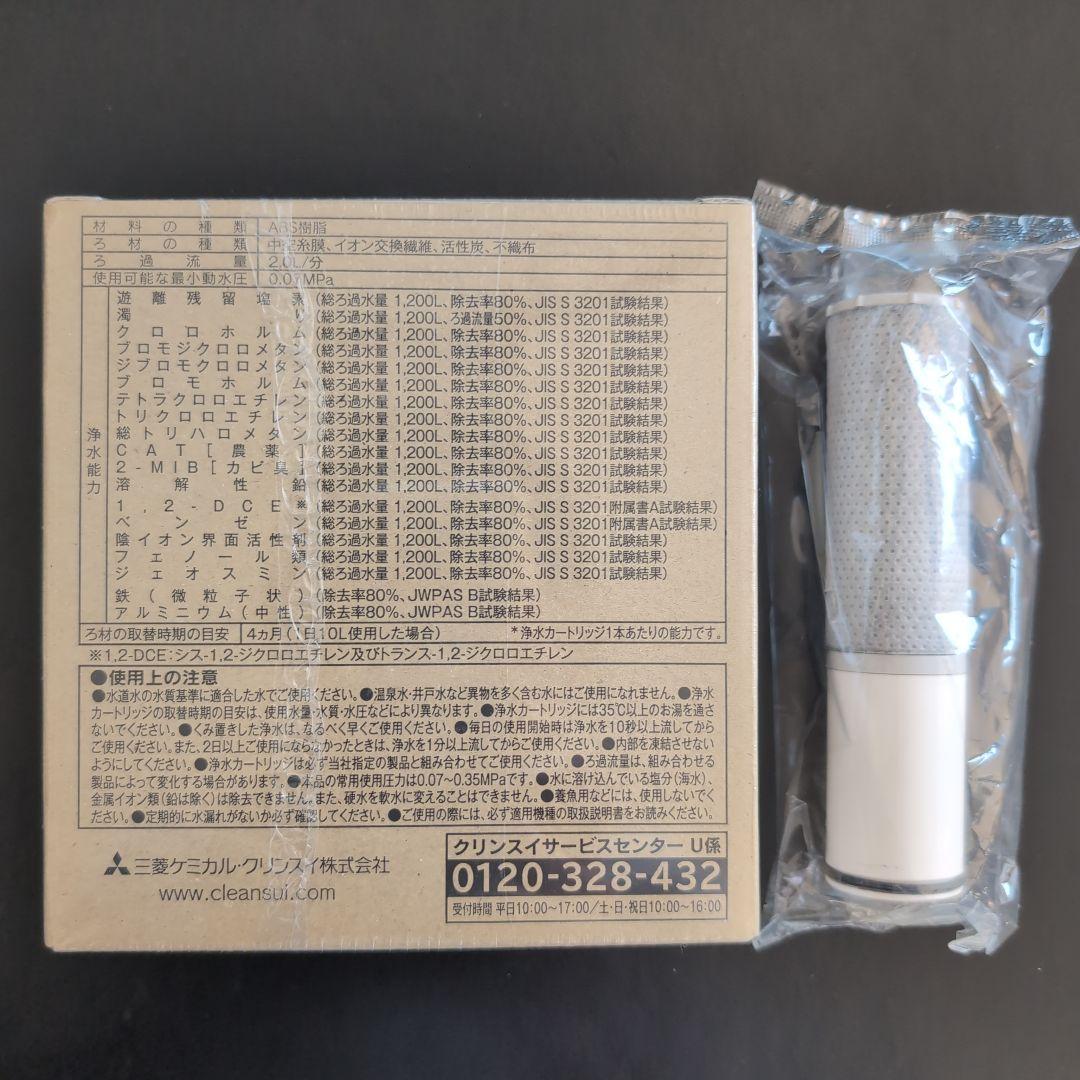 材料の種類 ABS樹脂
ろ材の種類 中空糸膜、イオン交換繊維、活性炭、不織布
ろ過流量 2.0L/分
使用可能な最小動水圧 0.07MPa
浄水能力
遊離残留塩素(総ろ過水量 1,200L、除去率80%、JIS S 3201試験結果)
濁り(総ろ過水量 1,200L、ろ過流量50%、JIS S 3201試験結果)
クロロホルム(総ろ過水量 1,200L、除去率80%、JIS S 3201試験結果)
ブロモジクロロメタン(総ろ過水量 1,200L、除去率80%、JIS S 3201試験結果)
ジブロモクロロメタン(総ろ過水量 1,200L、除去率80%、JIS S 3201試験結果)
ブロモホルム(総ろ過水量 1,200L、除去率80%、JIS S 3201試験結果)
テトラクロロエチレン(総ろ過水量 1,200L、除去率80%、JIS S 3201試験結果)
トリクロロエチレン(総ろ過水量 1,200L、除去率80%、JIS S 3201試験結果)
総トリハロメタン(総ろ過水量 1,200L、除去率80%、JIS S 3201試験結果)
CAT[農薬](総ろ過水量 1,200L、除去率80%、JIS S 3201試験結果)
2-MIB[カビ臭](総ろ過水量 1,200L、除去率80%、JIS S 3201試験結果)
溶解性鉛(総ろ過水量 1,200L、除去率80%、JIS S 3201試験結果)
1,2-DCE※(総ろ過水量 1,200L、除去率80%、JIS S 3201附属書A試験結果)
ベンゼン(総ろ過水量 1,200L、除去率80%、JIS S 3201附属書A試験結果)
陰イオン界面活性剤(総ろ過水量 1,200L、除去率80%、JIS S 3201試験結果)
フェノール類(総ろ過水量 1,200L、除去率80%、JIS S 3201試験結果)
ジェオスミン(総ろ過水量 1,200L、除去率80%、JIS S 3201試験結果)
鉄(微粒子状)(除去率80%、JWPAS B試験結果)
アルミニウム(中性)(除去率80%、JWPAS B試験結果)
ろ材の取替時期の目安 4ヵ月(1日10L使用した場合) *浄水カートリッジ1本あたりの能力です。
※1,2-DCE:シス-1,2-ジクロロエチレン及びトランス-1,2-ジクロロエチレン
●使用上の注意
●水道水の水質基準に適合した水でご使用ください。●温泉水・井戸水など異物を多く含む水にはご使用になれません。●浄水
カートリッジの取替時期の目安は、使用水量・水質・水圧などにより異なります。●浄水カートリッジには35℃以上のお湯を通さ
ないでください。●くみ置きした浄水は、なるべく早くご使用ください。●毎日の使用開始時は浄水を10秒以上流してから
ご使用ください。また、2日以上ご使用にならなかったときは、浄水を1分以上流してからご使用ください。●内部を凍結させない
ようにしてください。●浄水カートリッジは必ず当社指定の製品と組み合わせてご使用ください。●ろ過流量は、組み合わせる
製品によって変化する場合があります。●本品の常用使用圧力は0.07~0.35MPaです。●水に溶け込んでいる塩分(海水)、
金属イオン類(鉛は除く)は除去できません。また、硬水を軟水に変えることはできません。●養魚用などには、使用しないでく
ださい。●定期的に水漏れがないか必ず確認してください。●ご使用の際には、必ず適用機種の取扱説明書をお読みください。
三菱ケミカル・クリンスイ株式会社
www.cleansui.com
クリンスイサービスセンター U係
0120-328-432
受付時間 平日10:00~17:00/土・日・祝日10:00~16:00